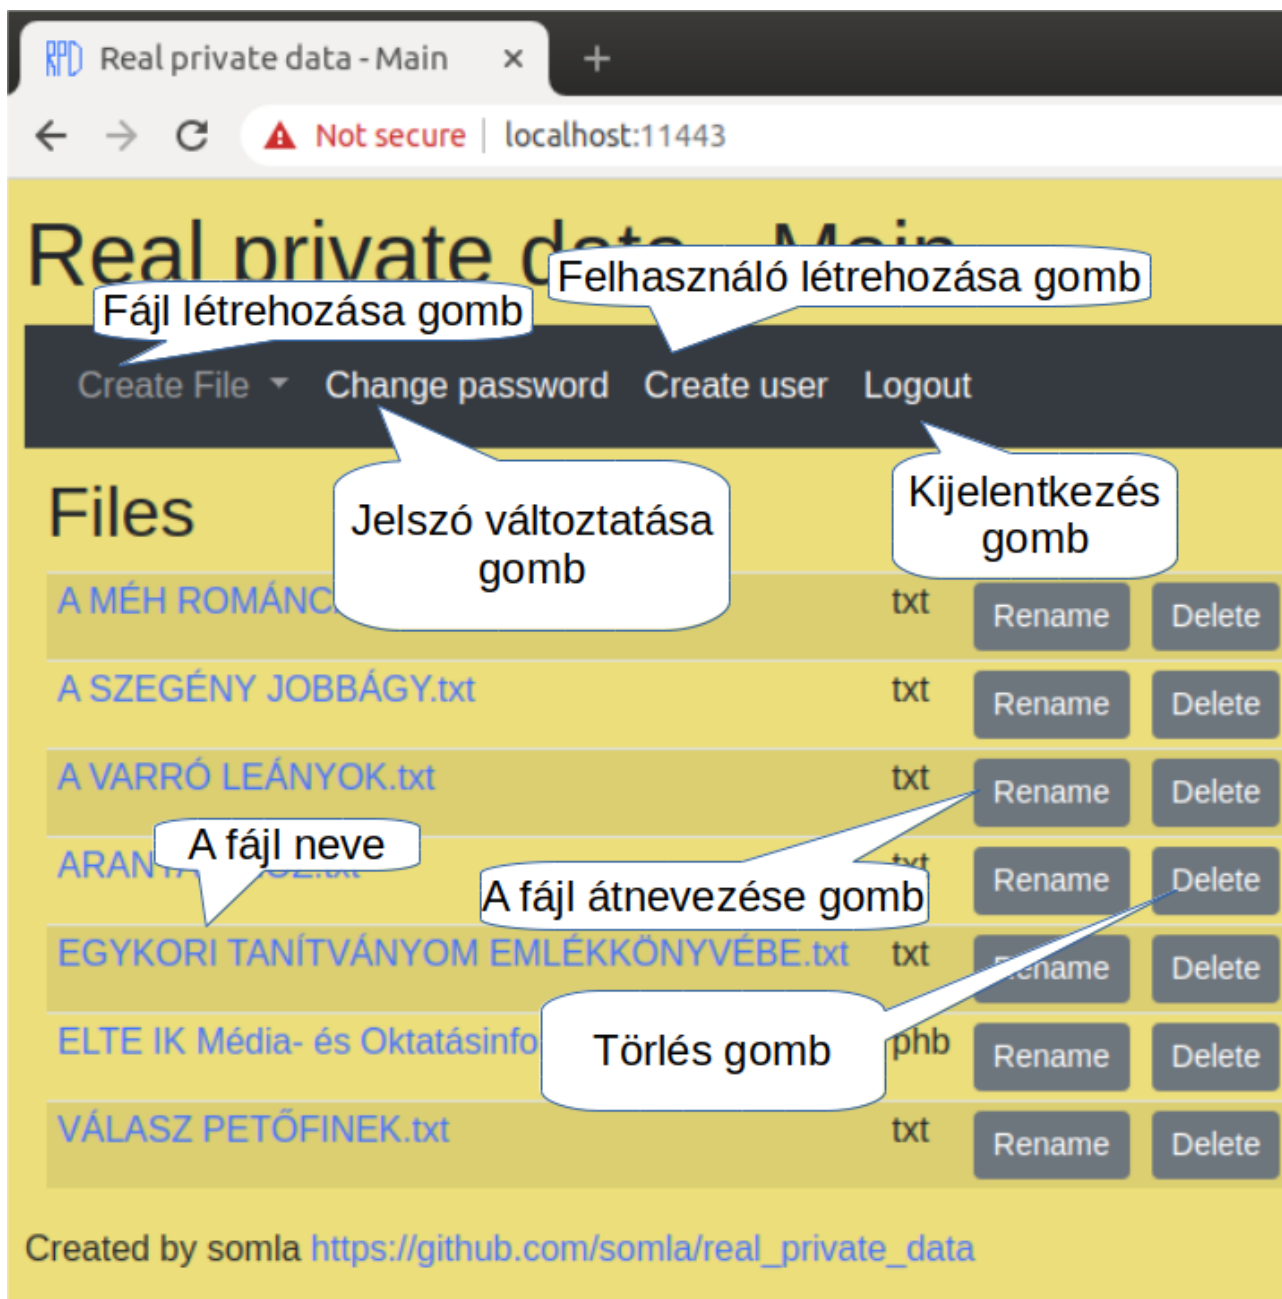 RPD Real private data - Main × +
Not secure | localhost:11443
Real private Main
Felhasználó létrehozása gomb
Fájl létrehozása gomb
Create File Change password Create user Logout
Files
Jelszó változtatása
gomb
Kijelentkezés
gomb
A MÉH txt Rename Delete
A SZEGÉNY JOBBÁGY.txt txt Rename Delete
A VARRÓ LEÁNYOK.txt txt Rename Delete
A fájl neve
txt Rename Delete
A fájl átnevezése gomb
EGYKORI TANÍTVÁNYOM EMLÉKKÖNYVÉBE.txt txt Rename Delete
ELTE IK Média- és phb Rename Delete
Törlés gomb
VÁLASZ PETŐFINEK.txt txt Rename Delete
Created by somla https://github.com/somla/real_private_data